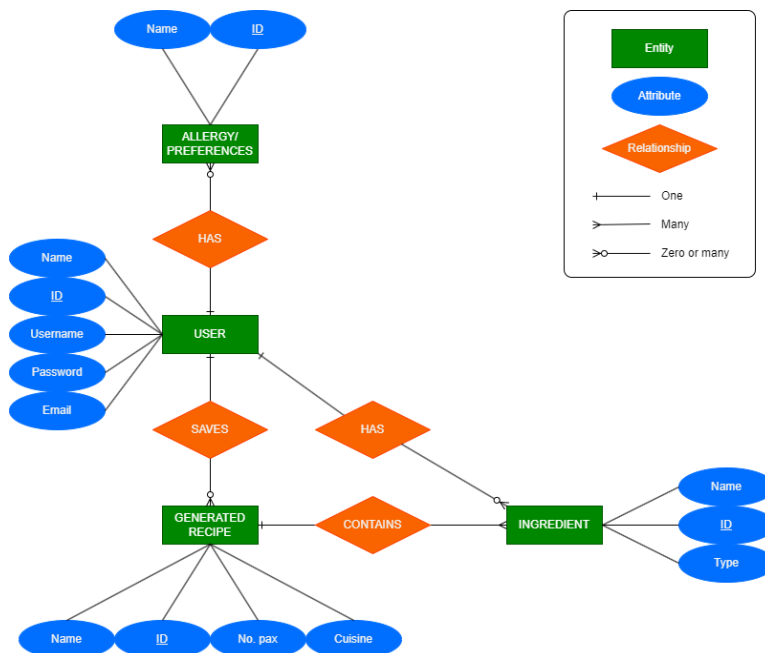 Name
ID
Entity
Attribute
ALLERGY/
PREFERENCES
Relationship
One
Many
Zero or many
HAS
Name
ID
USER
Username
Password
Email
SAVES
HAS
Name
GENERATED
RECIPE
CONTAINS
INGREDIENT
ID
Type
Name
ID
No. pax
Cuisine